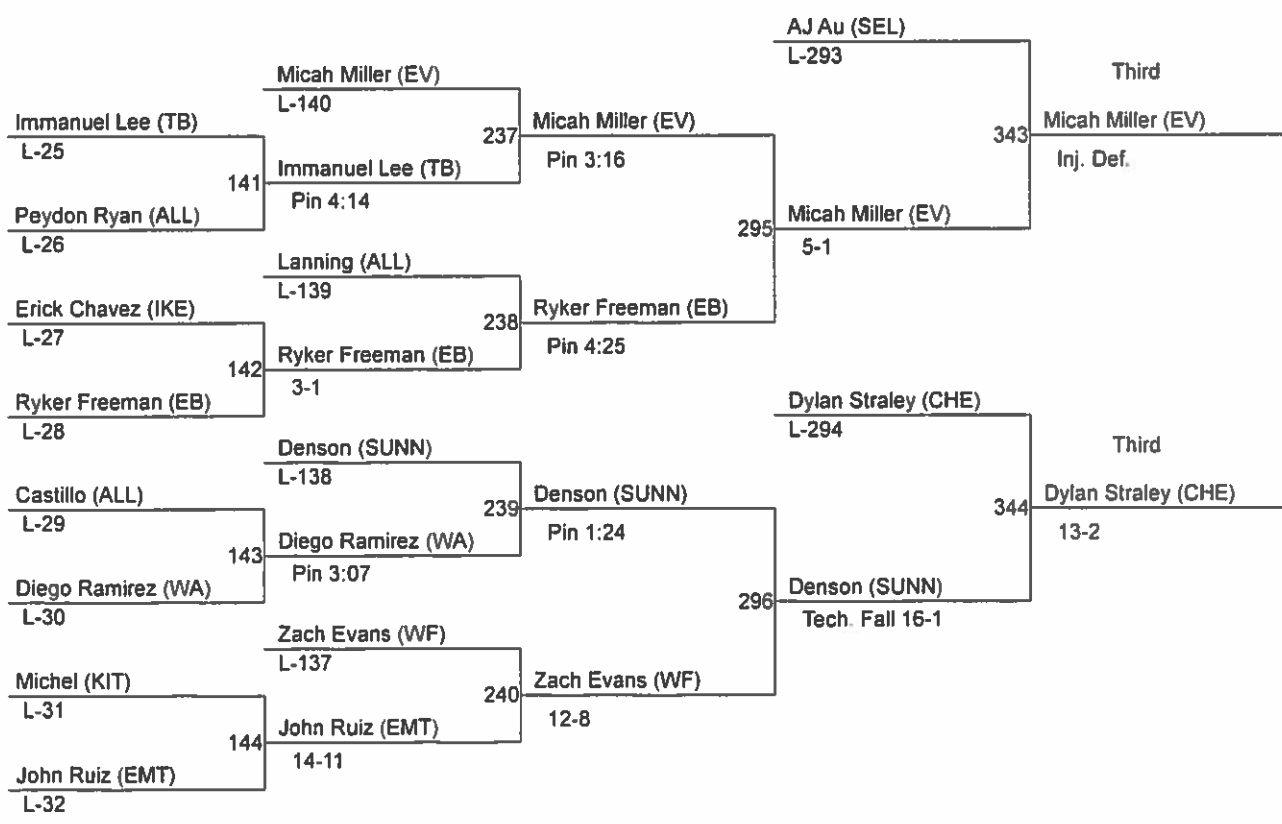 AJ Au (SEL)
L-293
Third
Micah Miller (EV)
L-140
Immanuel Lee (TB)
L-25
237
Micah Miller (EV)
Pin 3:16
343
Micah Miller (EV)
Inj. Def.
141
Immanuel Lee (TB)
Pin 4:14
Peydon Ryan (ALL)
L-26
295
Micah Miller (EV)
5-1
Lanning (ALL)
L-139
Erick Chavez (IKE)
L-27
238
Ryker Freeman (EB)
Pin 4:25
142
Ryker Freeman (EB)
3-1
Ryker Freeman (EB)
L-28
Dylan Straley (CHE)
L-294
Third
Denson (SUNN)
L-138
Castillo (ALL)
L-29
239
Denson (SUNN)
Pin 1:24
344
Dylan Straley (CHE)
13-2
143
Diego Ramirez (WA)
Pin 3:07
Diego Ramirez (WA)
L-30
296
Denson (SUNN)
Tech. Fall 16-1
Zach Evans (WF)
L-137
Michel (KIT)
L-31
240
Zach Evans (WF)
12-8
144
John Ruiz (EMT)
14-11
John Ruiz (EMT)
L-32